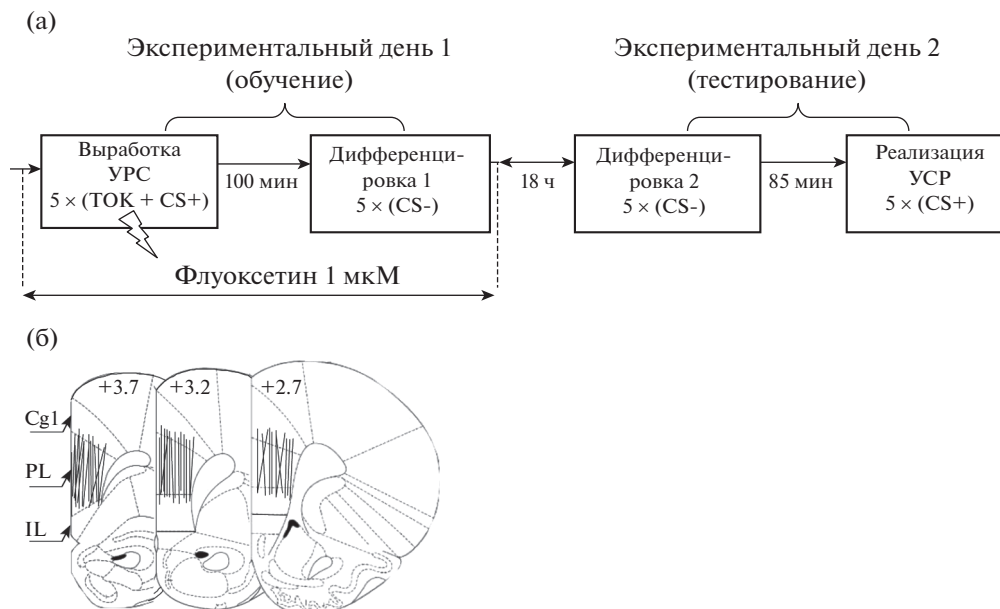 (а)
Экспериментальный день 1
(обучение)
Экспериментальный день 2
(тестирование)
Выработка
УРС
5 × (ТОК + CS+)
100 мин
Дифференци-
ровка 1
5 × (CS-)
18 ч
Дифференци-
ровка 2
5 × (CS-)
85 мин
Реализация
УСР
5 × (CS+)
Флуоксетин 1 мкМ
(б)
+3.7
+3.2
+2.7
Cg1
PL
IL